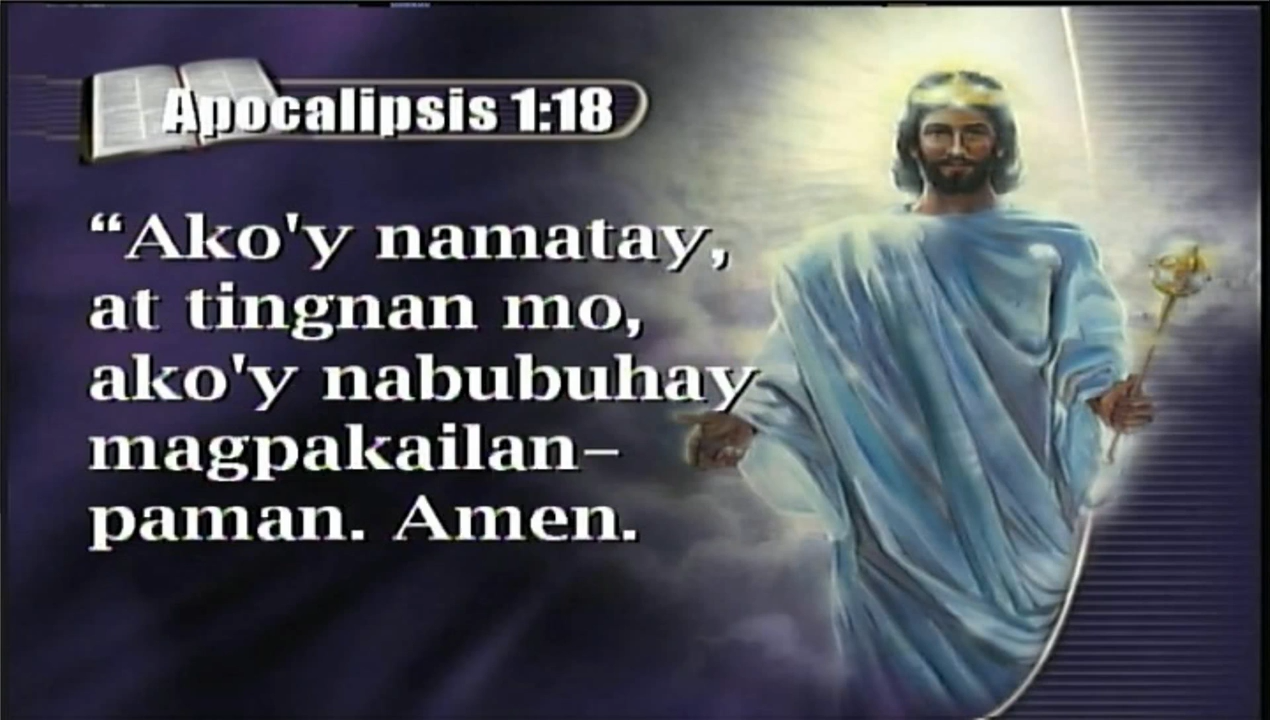 Apocalipsis 1:18
“Ako'y namatay,
at tingnan mo,
ako'y nabubuhay
magpakailan–
paman. Amen.